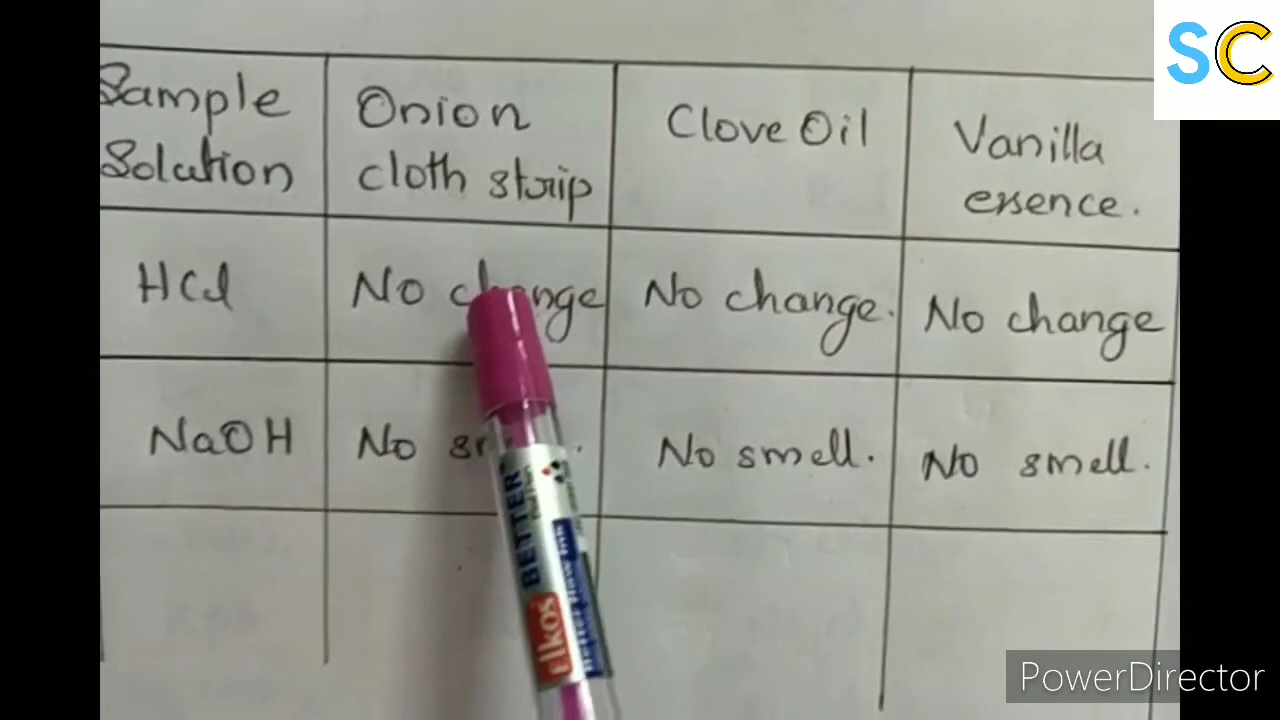 SC
Sample Solution
Onion cloth strip
Clove Oil
Vanilla essence.
HCl
No change
No change.
No change
NaOH
No
No smell.
No smell.
BETTER
Elkos
PowerDirector